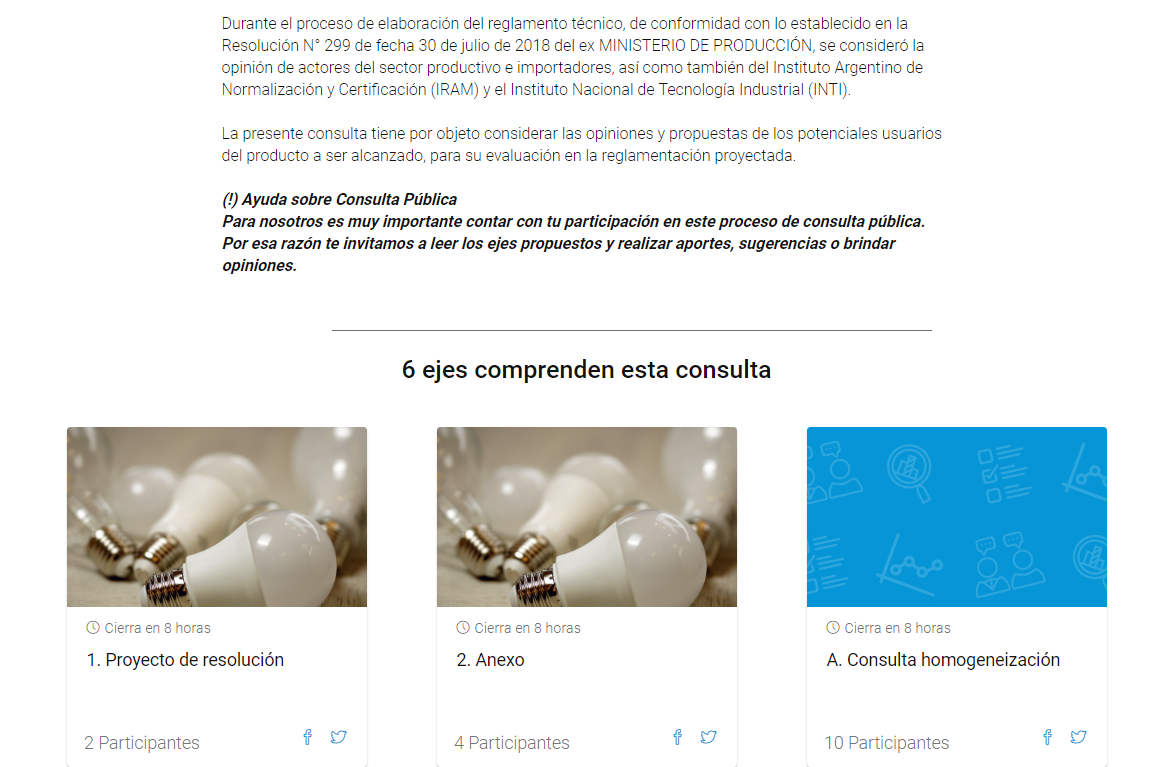 Durante el proceso de elaboración del reglamento técnico, de conformidad con lo establecido en la
Resolución N° 299 de fecha 30 de julio de 2018 del ex MINISTERIO DE PRODUCCIÓN, se consideró la
opinión de actores del sector productivo e importadores, así como también del Instituto Argentino de
Normalización y Certificación (IRAM) y el Instituto Nacional de Tecnología Industrial (INTI).
La presente consulta tiene por objeto considerar las opiniones y propuestas de los potenciales usuarios
del producto a ser alcanzado, para su evaluación en la reglamentación proyectada.
(!) Ayuda sobre Consulta Pública
Para nosotros es muy importante contar con tu participación en este proceso de consulta pública.
Por esa razón te invitamos a leer los ejes propuestos y realizar aportes, sugerencias o brindar
opiniones.
6 ejes comprenden esta consulta
Cierra en 8 horas
1. Proyecto de resolución
2 Participantes
Cierra en 8 horas
2. Anexo
4 Participantes
Cierra en 8 horas
A. Consulta homogeneización
10 Participantes